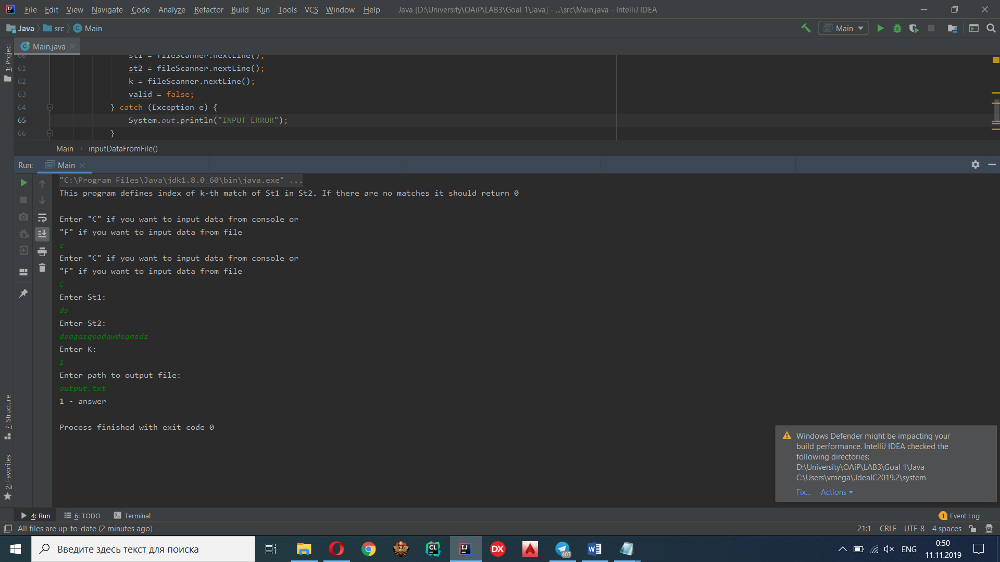 File Edit View Navigate Code Analyze Refactor Build Run Tools VCS Window Help Java [D:\University\OAiP\LAB3\Goal 1\Java] - ...\src\Main.java - IntelliJ IDEA
Java src Main Main
Main.java
1: Project
60 st1 = fileScanner.nextLine();
61 st2 = fileScanner.nextLine();
62 k = fileScanner.nextLine();
63 valid = false;
64 } catch (Exception e) {
65 System.out.println("INPUT ERROR");
66 }
Main › inputDataFromFile()
Run: Main
"C:\Program Files\Java\jdk1.8.0_60\bin\java.exe" ...
This program defines index of k-th match of St1 in St2. If there are no matches it should return 0
Enter "C" if you want to input data from console or
"F" if you want to input data from file
c
Enter "C" if you want to input data from console or
"F" if you want to input data from file
C
Enter St1:
ds
Enter St2:
dsagasgsadqwdsgasds
Enter K:
1
Enter path to output file:
output.txt
1 - answer
Process finished with exit code 0
7: Structure
2: Favorites
Windows Defender might be impacting your
build performance. IntelliJ IDEA checked the
following directories:
D:\University\OAiP\LAB3\Goal 1\Java
C:\Users\vmega\.IdeaIC2019.2\system
Fix... Actions
4: Run 6: TODO Terminal 1 Event Log
All files are up-to-date (2 minutes ago) 21:1 CRLF UTF-8 4 spaces
Введите здесь текст для поиска CL IJ DX 407 W ENG 0:50
11.11.2019